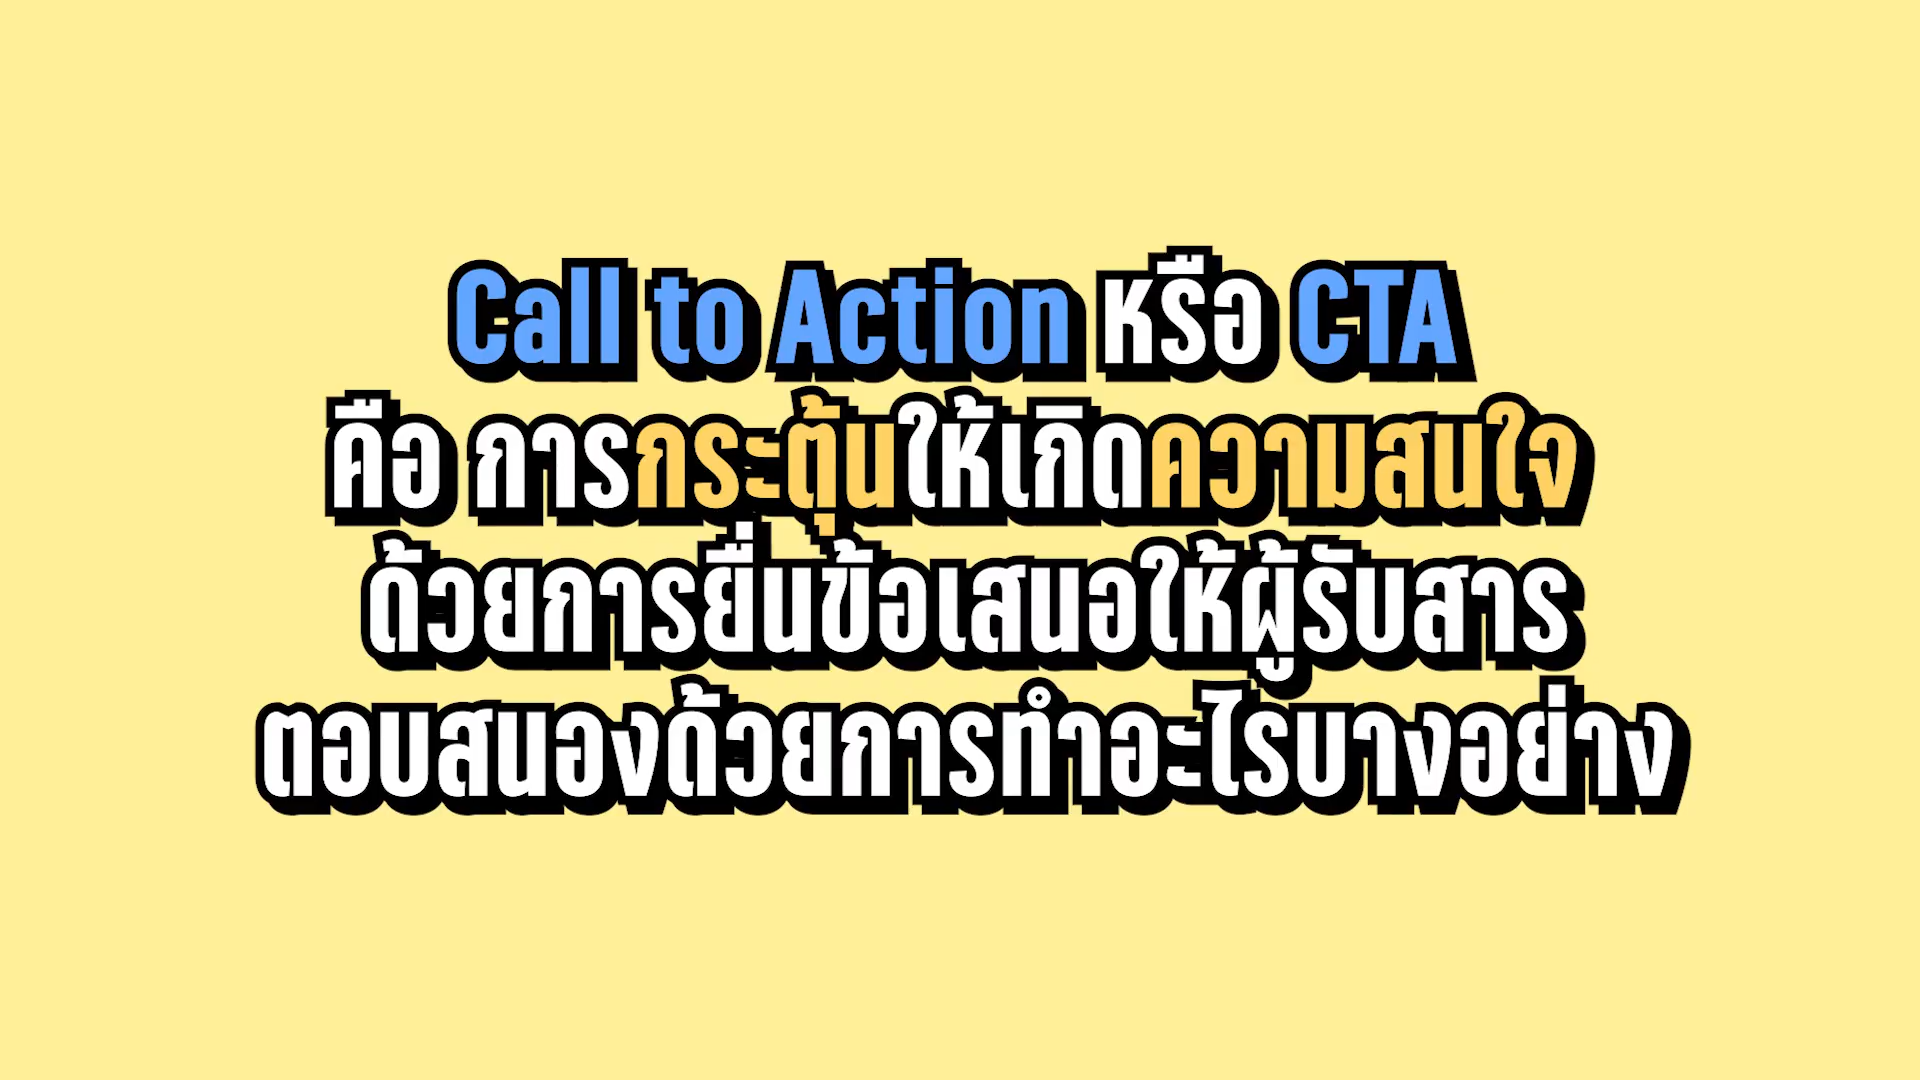 Call to Action หรือ CTA
คือ การกระตุ้นให้เกิดความสนใจ
ด้วยการยื่นข้อเสนอให้ผู้รับสาร
ตอบสนองด้วยการทำอะไรบางอย่าง